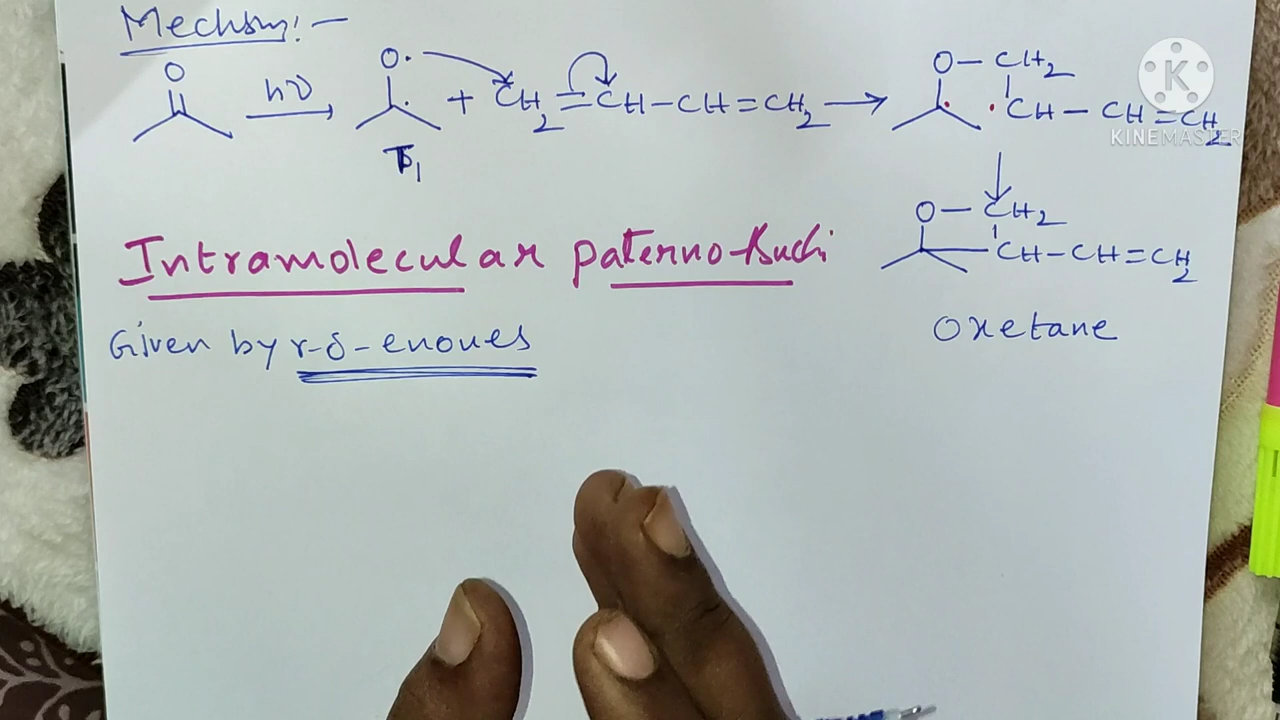 Mechsm:-
O hν O· + CH2=CH-CH=CH2 → O-CH2
·CH-CH=CH2
T1
O-CH2
CH-CH=CH2
Intramolecular paterno-Buchi
Oxetane
Given by γ-δ-enones
K
KINEMASTER